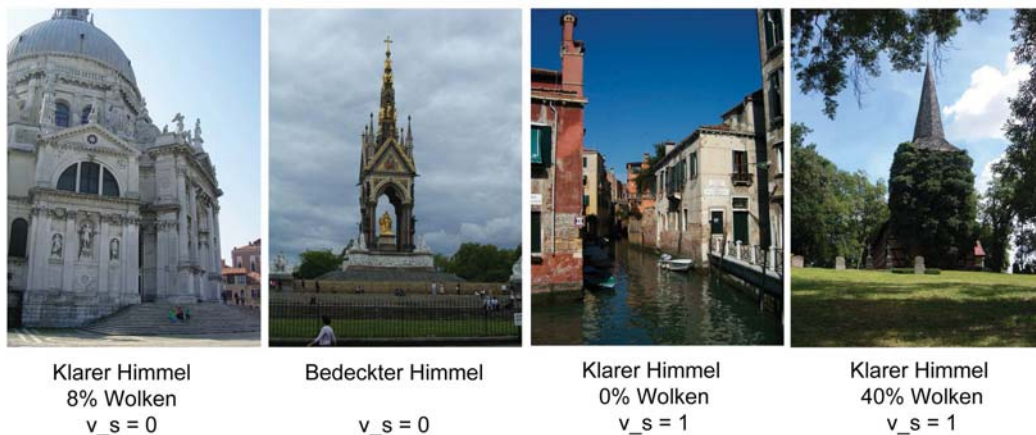 Klarer Himmel
8% Wolken
v_s = 0
Bedeckter Himmel
v_s = 0
Klarer Himmel
0% Wolken
v_s = 1
Klarer Himmel
40% Wolken
v_s = 1